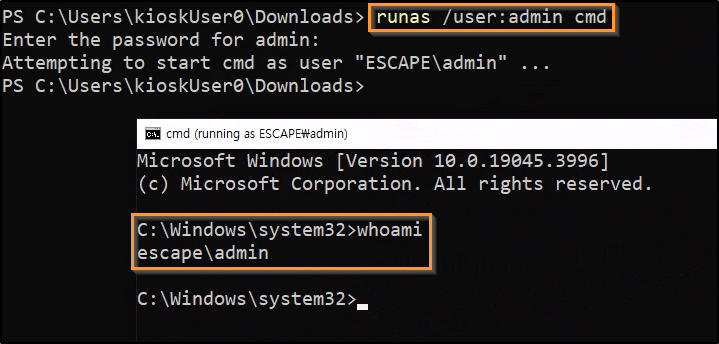 PS C:\Users\kioskUser0\Downloads> runas /user:admin cmd
Enter the password for admin:
Attempting to start cmd as user "ESCAPE\admin" ...
PS C:\Users\kioskUser0\Downloads>
cmd (running as ESCAPE₩admin)
Microsoft Windows [Version 10.0.19045.3996]
(c) Microsoft Corporation. All rights reserved.
C:\Windows\system32>whoami
escape\admin
C:\Windows\system32>